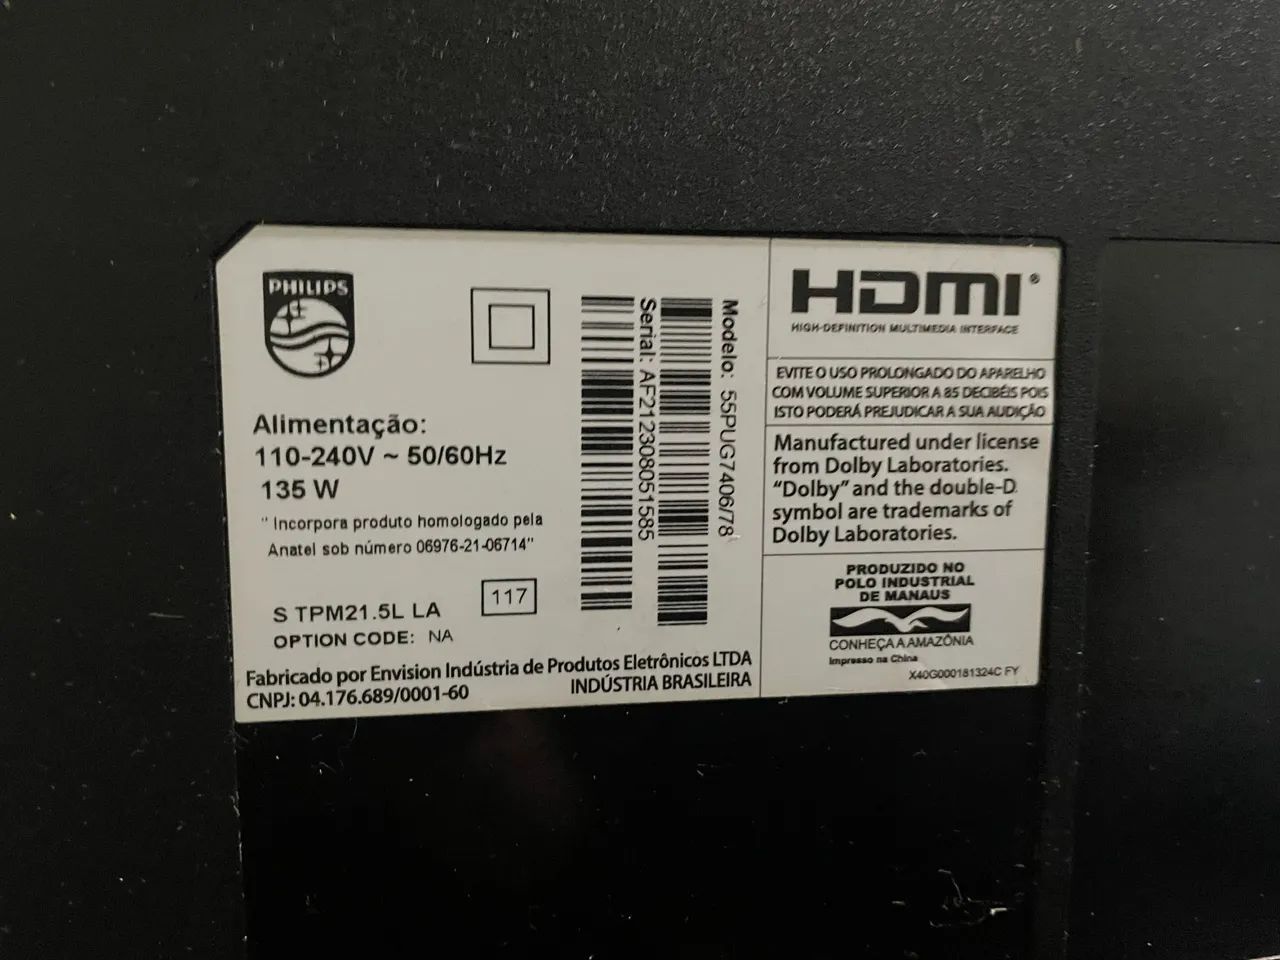 PHILIPS
Alimentação:
110-240V ~ 50/60Hz
135 W
" Incorpora produto homologado pela
Anatel sob número 06976-21-06714"
S TPM21.5L LA
117
OPTION CODE: NA
Fabricado por Envision Indústria de Produtos Eletrônicos LTDA
CNPJ: 04.176.689/0001-60
INDÚSTRIA BRASILEIRA
Modelo: 55PUG7406/78
Serial: AF212308051585
HDMI®
HIGH-DEFINITION MULTIMEDIA INTERFACE
EVITE O USO PROLONGADO DO APARELHO
COM VOLUME SUPERIOR A 85 DECIBÉIS POIS
ISTO PODERÁ PREJUDICAR A SUA AUDIÇÃO
Manufactured under license
from Dolby Laboratories.
“Dolby” and the double-D
symbol are trademarks of
Dolby Laboratories.
PRODUZIDO NO
POLO INDUSTRIAL
DE MANAUS
CONHEÇA A AMAZÔNIA
Impresso na China
X40G000181324C FY